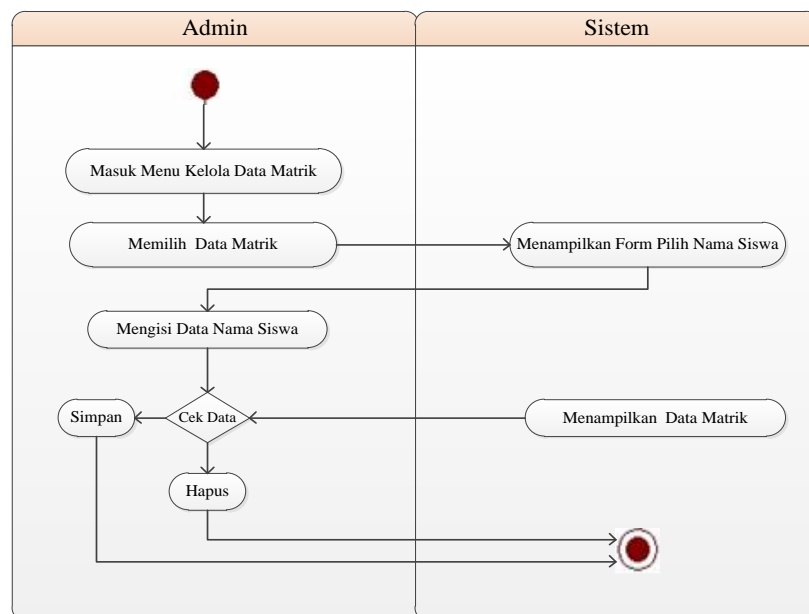 Admin
Sistem
Masuk Menu Kelola Data Matrik
Memilih Data Matrik
Menampilkan Form Pilih Nama Siswa
Mengisi Data Nama Siswa
Simpan
Cek Data
Menampilkan Data Matrik
Hapus